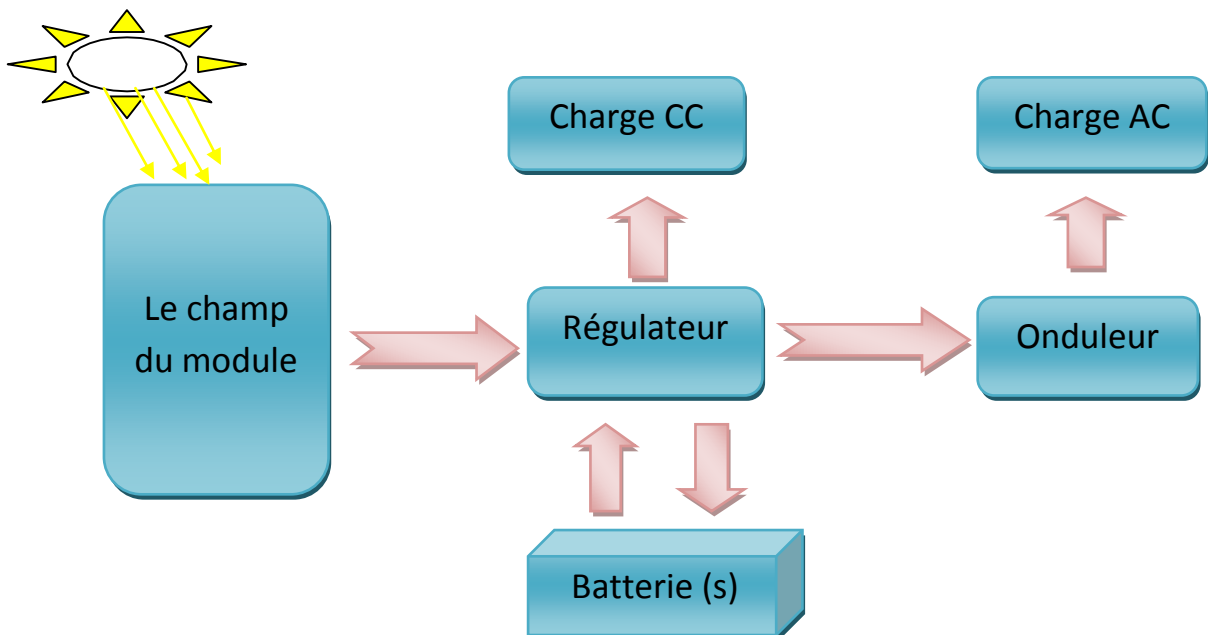 Charge CC
Charge AC
Le champ
du module
Régulateur
Onduleur
Batterie (s)